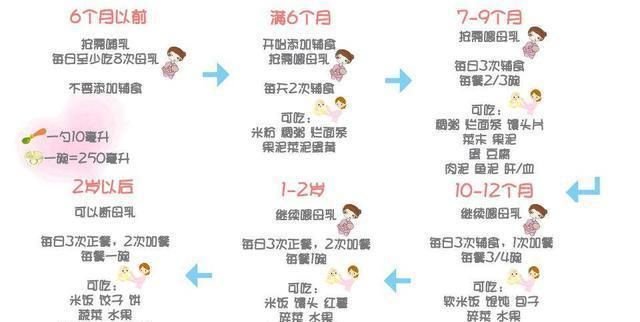 6个月以前
按需哺乳
每日至少吃8次母乳
不要添加辅食
一勺10毫升
一碗=250毫升
满6个月
开始添加辅食
按需喂母乳
每天2次辅食
可吃:
米粉 稠粥 烂面条
果泥菜泥蛋黄
7-9个月
按需喂母乳
每日3次辅食
每餐2/3碗
可吃:
稠粥 烂面条 馒头片
菜末 果泥
蛋 豆腐
肉泥 鱼泥 肝/血
10-12个月
继续喂母乳
每日3次辅食,1次加餐
每餐3/4碗
可吃:
软米饭 馄饨 包子
碎菜 水果
1-2岁
继续喂母乳
每日3次正餐,2次加餐
每餐1碗
可吃:
米饭 馒头 红薯
碎菜 水果
2岁以后
可以断母乳
每日3次正餐,2次加餐
每餐一碗
可吃:
米饭 饺子 饼
蔬菜 水果